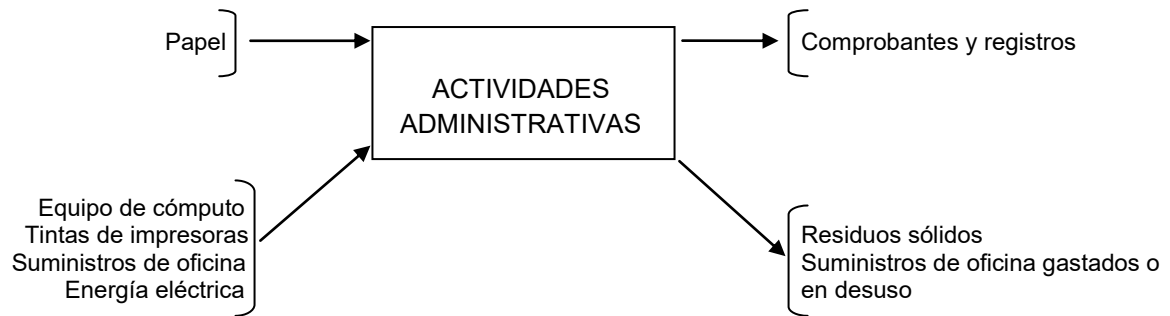 Papel
ACTIVIDADES
ADMINISTRATIVAS
Comprobantes y registros
Equipo de cómputo
Tintas de impresoras
Suministros de oficina
Energía eléctrica
Residuos sólidos
Suministros de oficina gastados o
en desuso